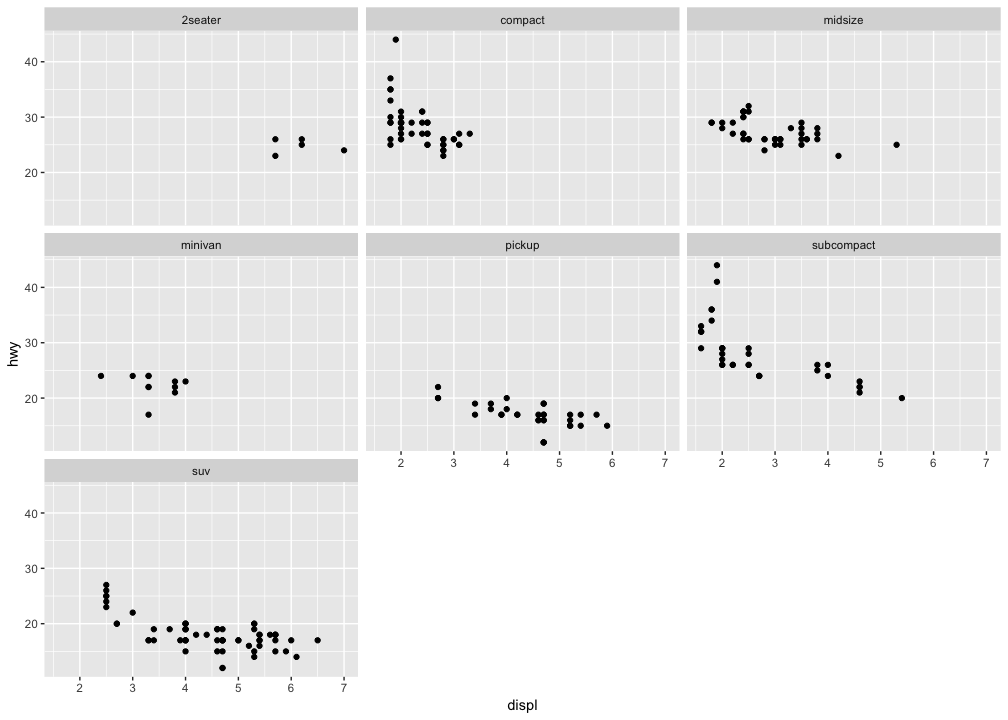 2seater compact midsize
40
30
20
minivan pickup subcompact
hwy
40
30
20
2 3 4 5 6 7 2 3 4 5 6 7
suv
40
30
20
2 3 4 5 6 7
displ